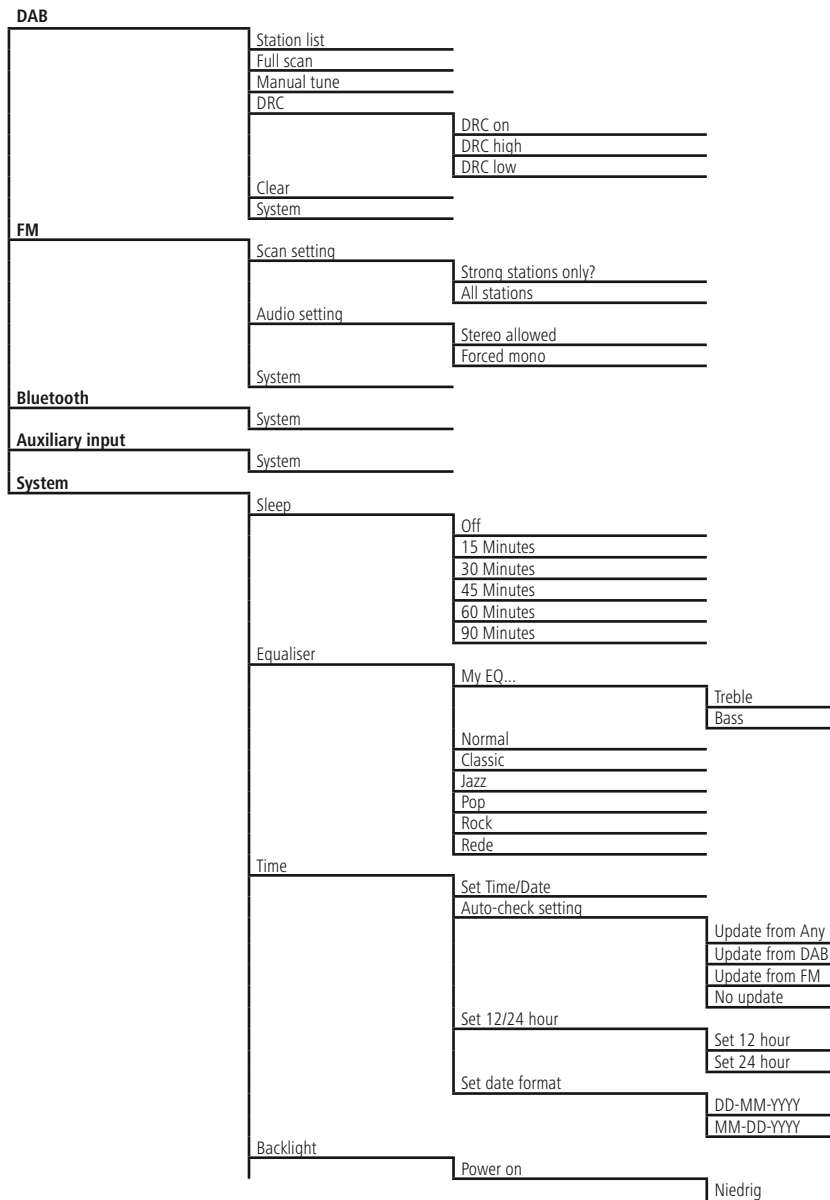 DAB
Station list
Full scan
Manual tune
DRC
DRC on
DRC high
DRC low
Clear
System
FM
Scan setting
Strong stations only?
All stations
Audio setting
Stereo allowed
Forced mono
System
Bluetooth
System
Auxiliary input
System
System
Sleep
Off
15 Minutes
30 Minutes
45 Minutes
60 Minutes
90 Minutes
Equaliser
My EQ...
Treble
Bass
Normal
Classic
Jazz
Pop
Rock
Rede
Time
Set Time/Date
Auto-check setting
Update from Any
Update from DAB
Update from FM
No update
Set 12/24 hour
Set 12 hour
Set 24 hour
Set date format
DD-MM-YYYY
MM-DD-YYYY
Backlight
Power on
Niedrig